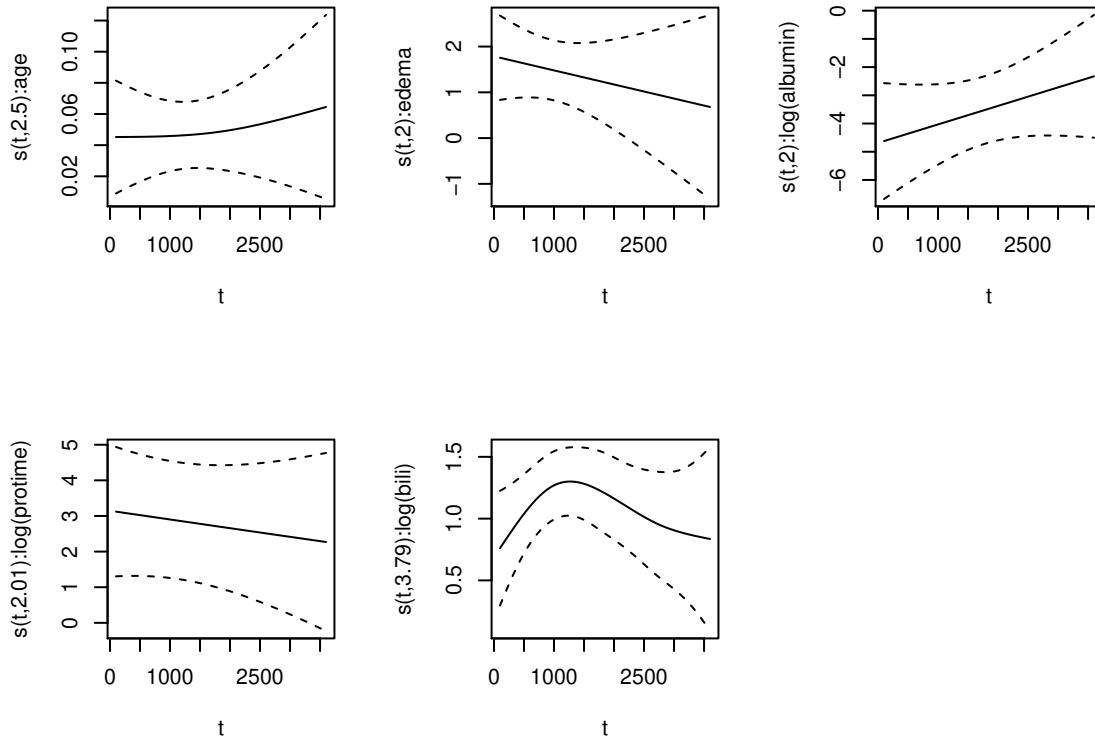 s(t,2.5):age
0.02 0.06 0.10
0 1000 2500
t
s(t,2):edema
−1 0 1 2
0 1000 2500
t
s(t,2):log(albumin)
−6 −4 −2 0
0 1000 2500
t
s(t,2.01):log(protime)
0 1 2 3 4 5
0 1000 2500
t
s(t,3.79):log(bili)
0.5 1.0 1.5
0 1000 2500
t